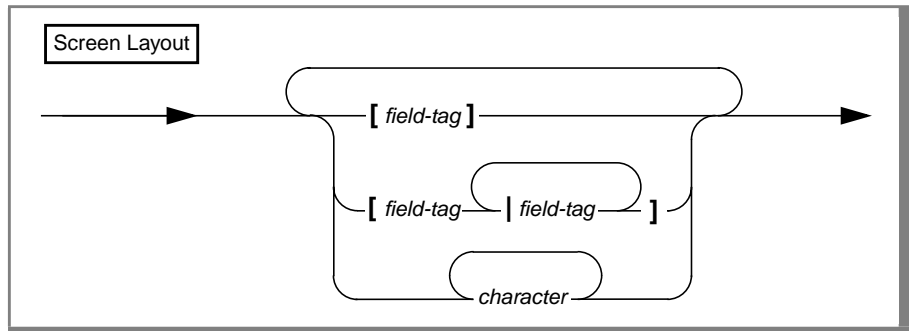 Screen Layout
[ field-tag ]
[ field-tag | field-tag ]
character